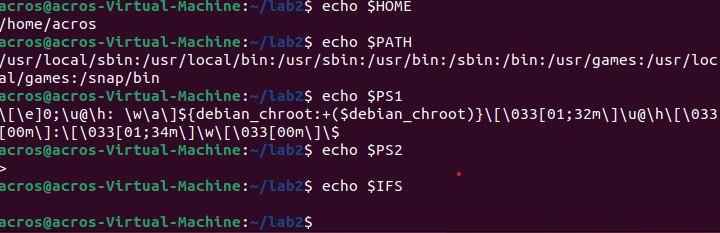 acros@acros-Virtual-Machine:~/lab2$ echo $HOME
/home/acros
acros@acros-Virtual-Machine:~/lab2$ echo $PATH
/usr/local/sbin:/usr/local/bin:/usr/sbin:/usr/bin:/sbin:/bin:/usr/games:/usr/loc
al/games:/snap/bin
acros@acros-Virtual-Machine:~/lab2$ echo $PS1
\[\e]0;\u@\h: \w\a\]${debian_chroot:+($debian_chroot)}\[\033[01;32m\]\u@\h\[\033
[00m\]:\[\033[01;34m\]\w\[\033[00m\]\$
acros@acros-Virtual-Machine:~/lab2$ echo $PS2
>
acros@acros-Virtual-Machine:~/lab2$ echo $IFS

acros@acros-Virtual-Machine:~/lab2$